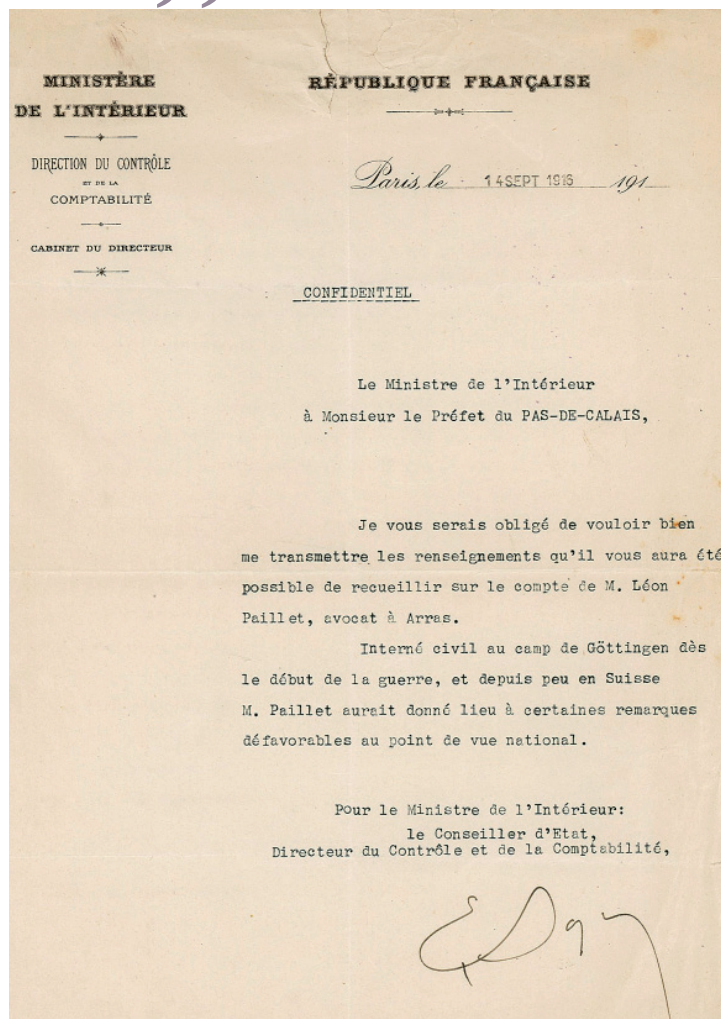 MINISTÈRE
DE L'INTÉRIEUR
DIRECTION DU CONTRÔLE
ET DE LA
COMPTABILITÉ
CABINET DU DIRECTEUR
RÉPUBLIQUE FRANÇAISE
Paris, le 14 SEPT 1916 191
CONFIDENTIEL
Le Ministre de l'Intérieur
à Monsieur le Préfet du PAS-DE-CALAIS,
Je vous serais obligé de vouloir bien
me transmettre les renseignements qu'il vous aura été
possible de recueillir sur le compte de M. Léon
Paillet, avocat à Arras.
Interné civil au camp de Göttingen dès
le début de la guerre, et depuis peu en Suisse
M. Paillet aurait donné lieu à certaines remarques
défavorables au point de vue national.
Pour le Ministre de l'Intérieur:
le Conseiller d'Etat,
Directeur du Contrôle et de la Comptabilité,